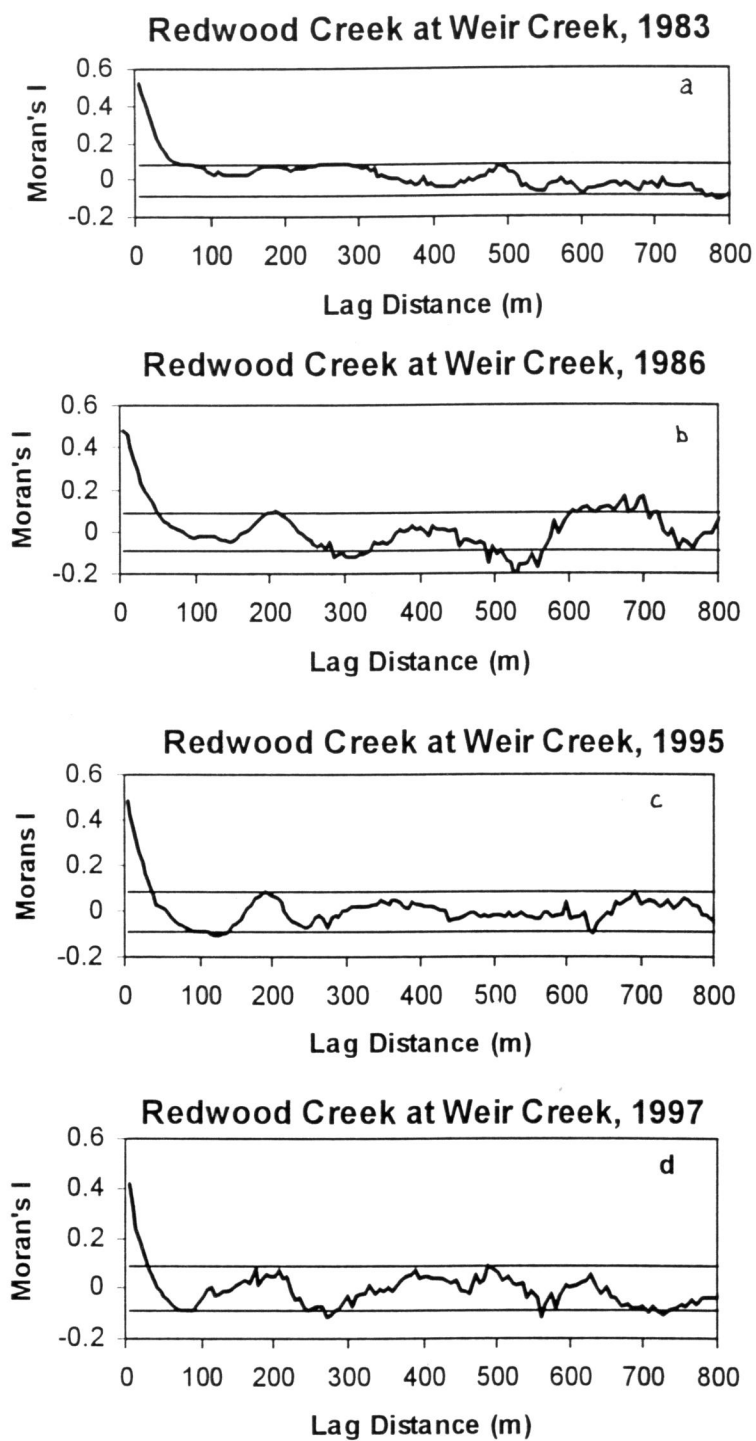 Redwood Creek at Weir Creek, 1983
Moran's I
0.6
0.4
0.2
0
-0.2
a
0 100 200 300 400 500 600 700 800
Lag Distance (m)
Redwood Creek at Weir Creek, 1986
Moran's I
0.6
0.4
0.2
0
-0.2
b
0 100 200 300 400 500 600 700 800
Lag Distance (m)
Redwood Creek at Weir Creek, 1995
Morans I
0.6
0.4
0.2
0
-0.2
c
0 100 200 300 400 500 600 700 800
Lag Distance (m)
Redwood Creek at Weir Creek, 1997
Moran's I
0.6
0.4
0.2
0
-0.2
d
0 100 200 300 400 500 600 700 800
Lag Distance (m)